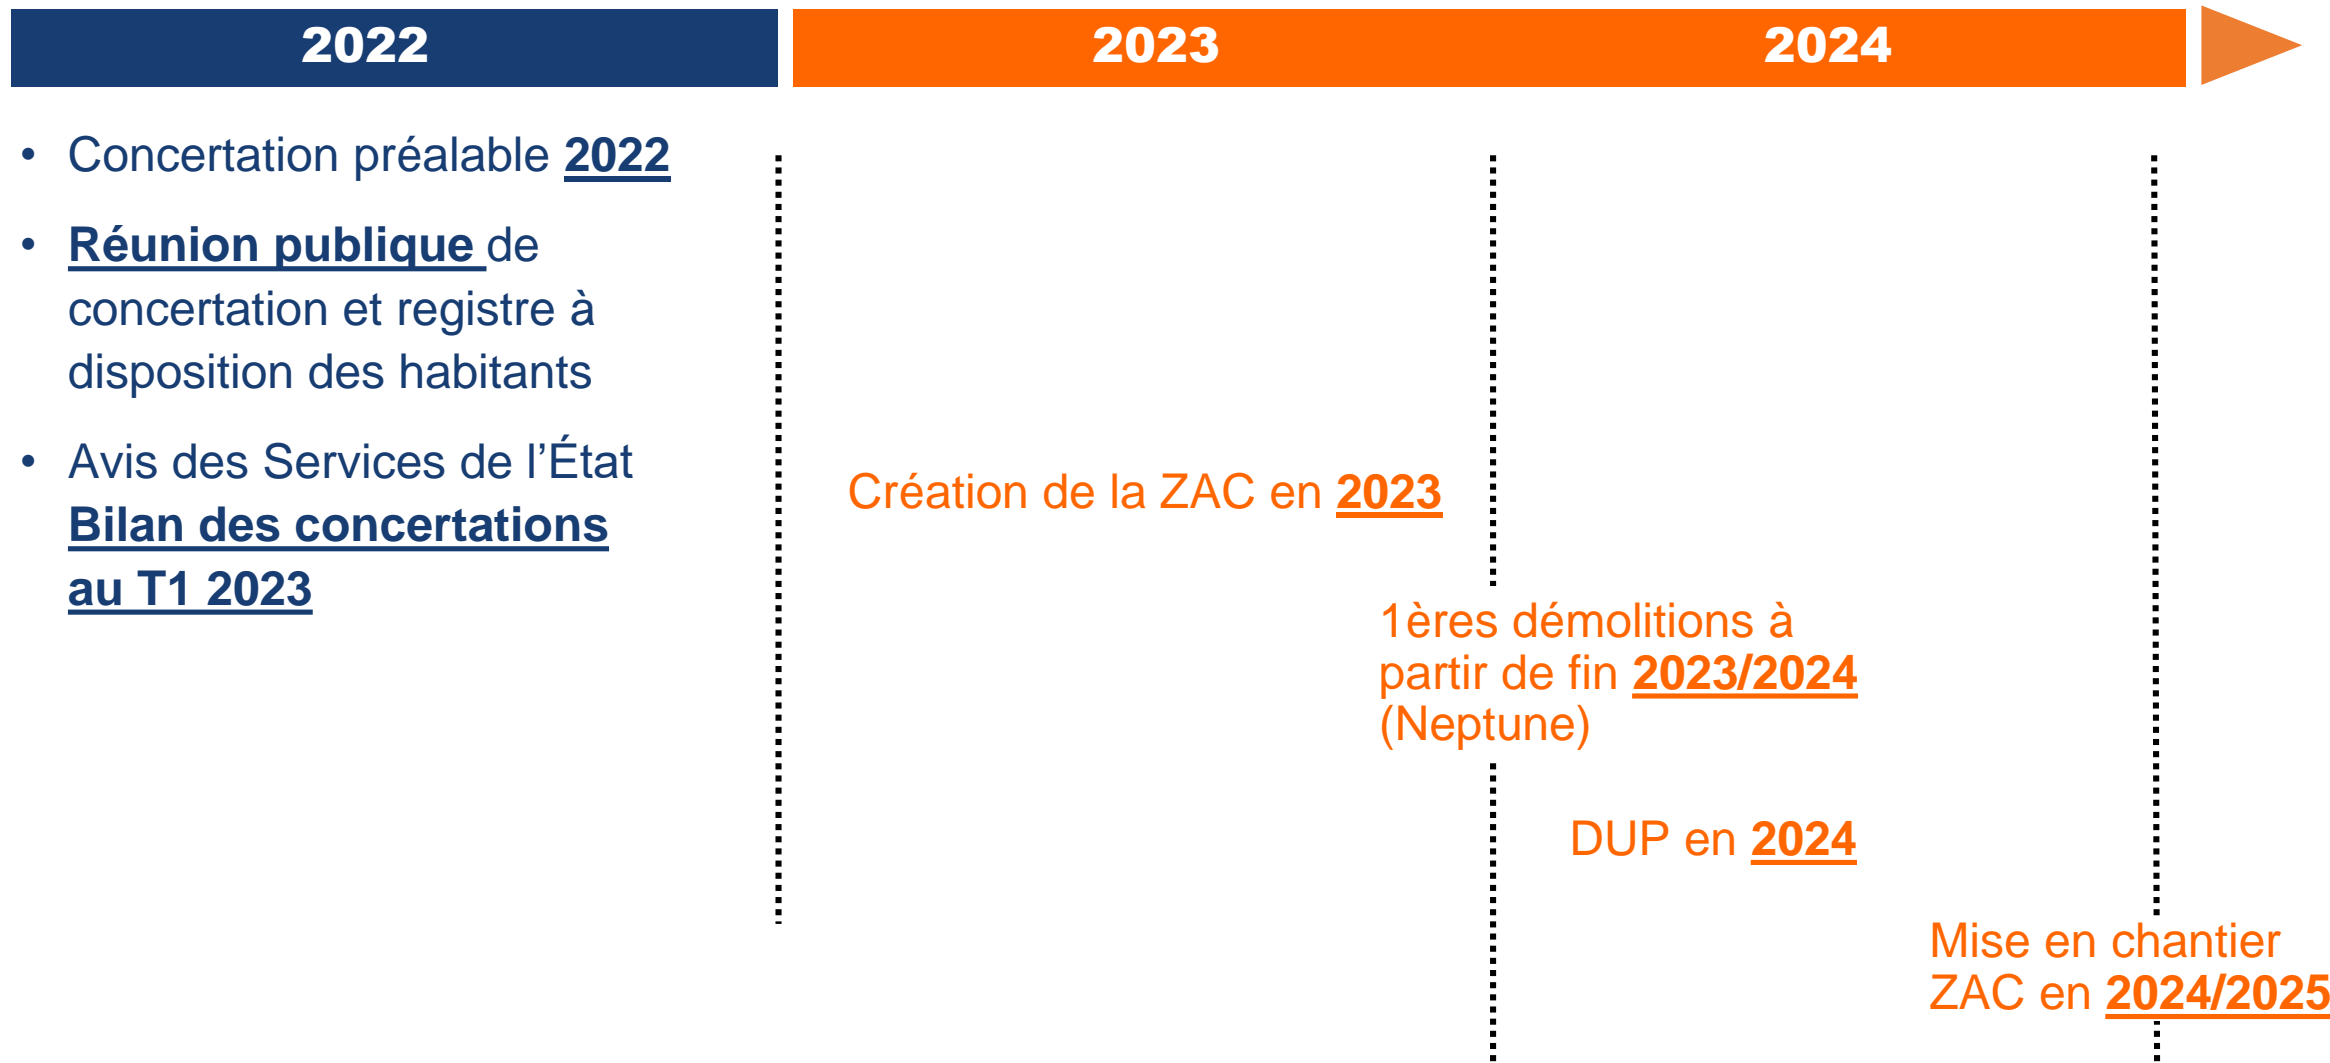 2022
2023
2024
• Concertation préalable 2022
• Réunion publique de
concertation et registre à
disposition des habitants
• Avis des Services de l’État
Bilan des concertations
au T1 2023
Création de la ZAC en 2023
1ères démolitions à
partir de fin 2023/2024
(Neptune)
DUP en 2024
Mise en chantier
ZAC en 2024/2025